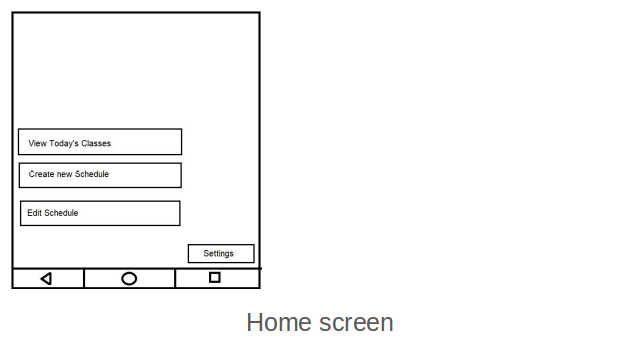 View Today's Classes
Create new Schedule
Edit Schedule
Settings
Home screen